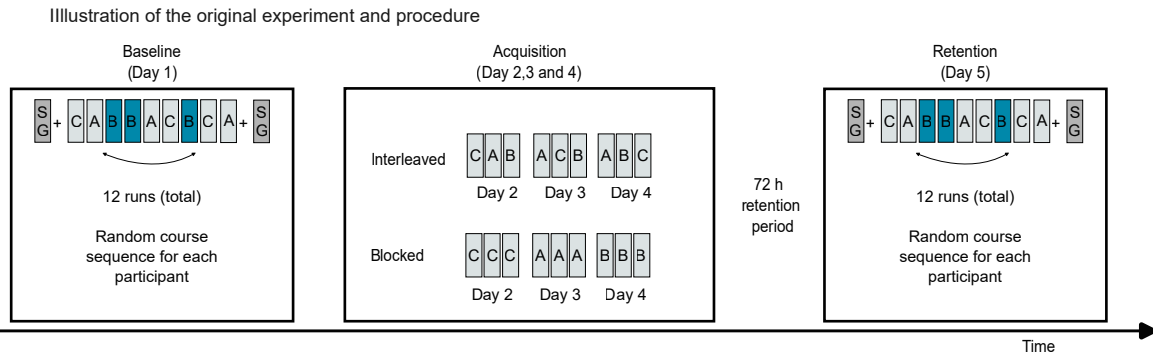 IIllustration of the original experiment and procedure
Baseline
(Day 1)
S G + C A B B A C B C A + S G
12 runs (total)
Random course
sequence for each
participant
Acquisition
(Day 2,3 and 4)
Interleaved
C A B A C B A B C
Day 2 Day 3 Day 4
Blocked
C C C A A A B B B
Day 2 Day 3 Day 4
72 h
retention
period
Retention
(Day 5)
S G + C A B B A C B C A + S G
12 runs (total)
Random course
sequence for each
participant
Time